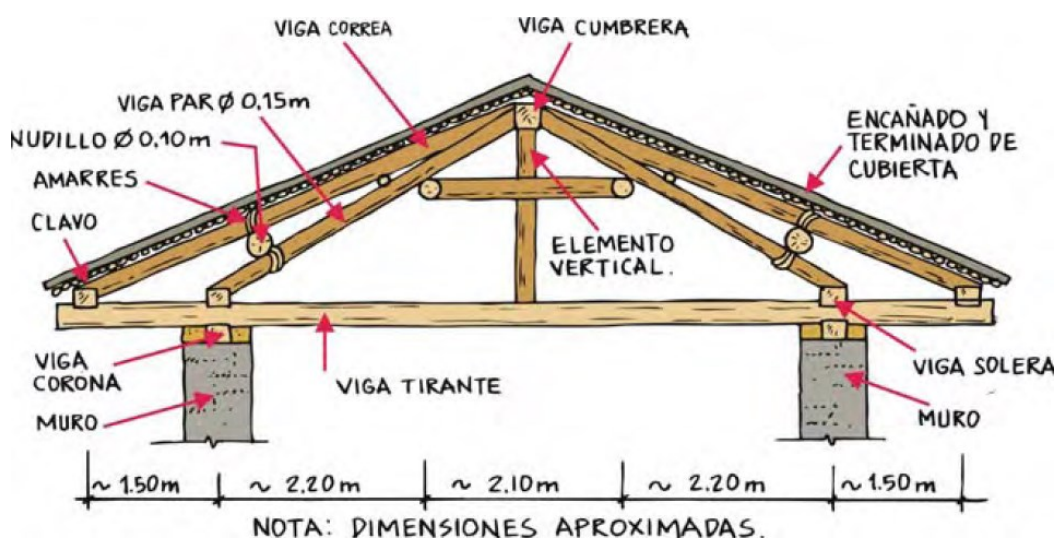 VIGA CORREA
VIGA CUMBRERA
VIGA PAR Ø 0.15m
NUDILLO Ø 0.10m
AMARRES
CLAVO
ENCAÑADO Y
TERMINADO DE
CUBIERTA
ELEMENTO
VERTICAL.
VIGA
CORONA
MURO
VIGA TIRANTE
VIGA SOLERA
MURO
~ 1.50m
~ 2.20m
~ 2.10m
~ 2.20m
~1.50m
NOTA: DIMENSIONES APROXIMADAS.